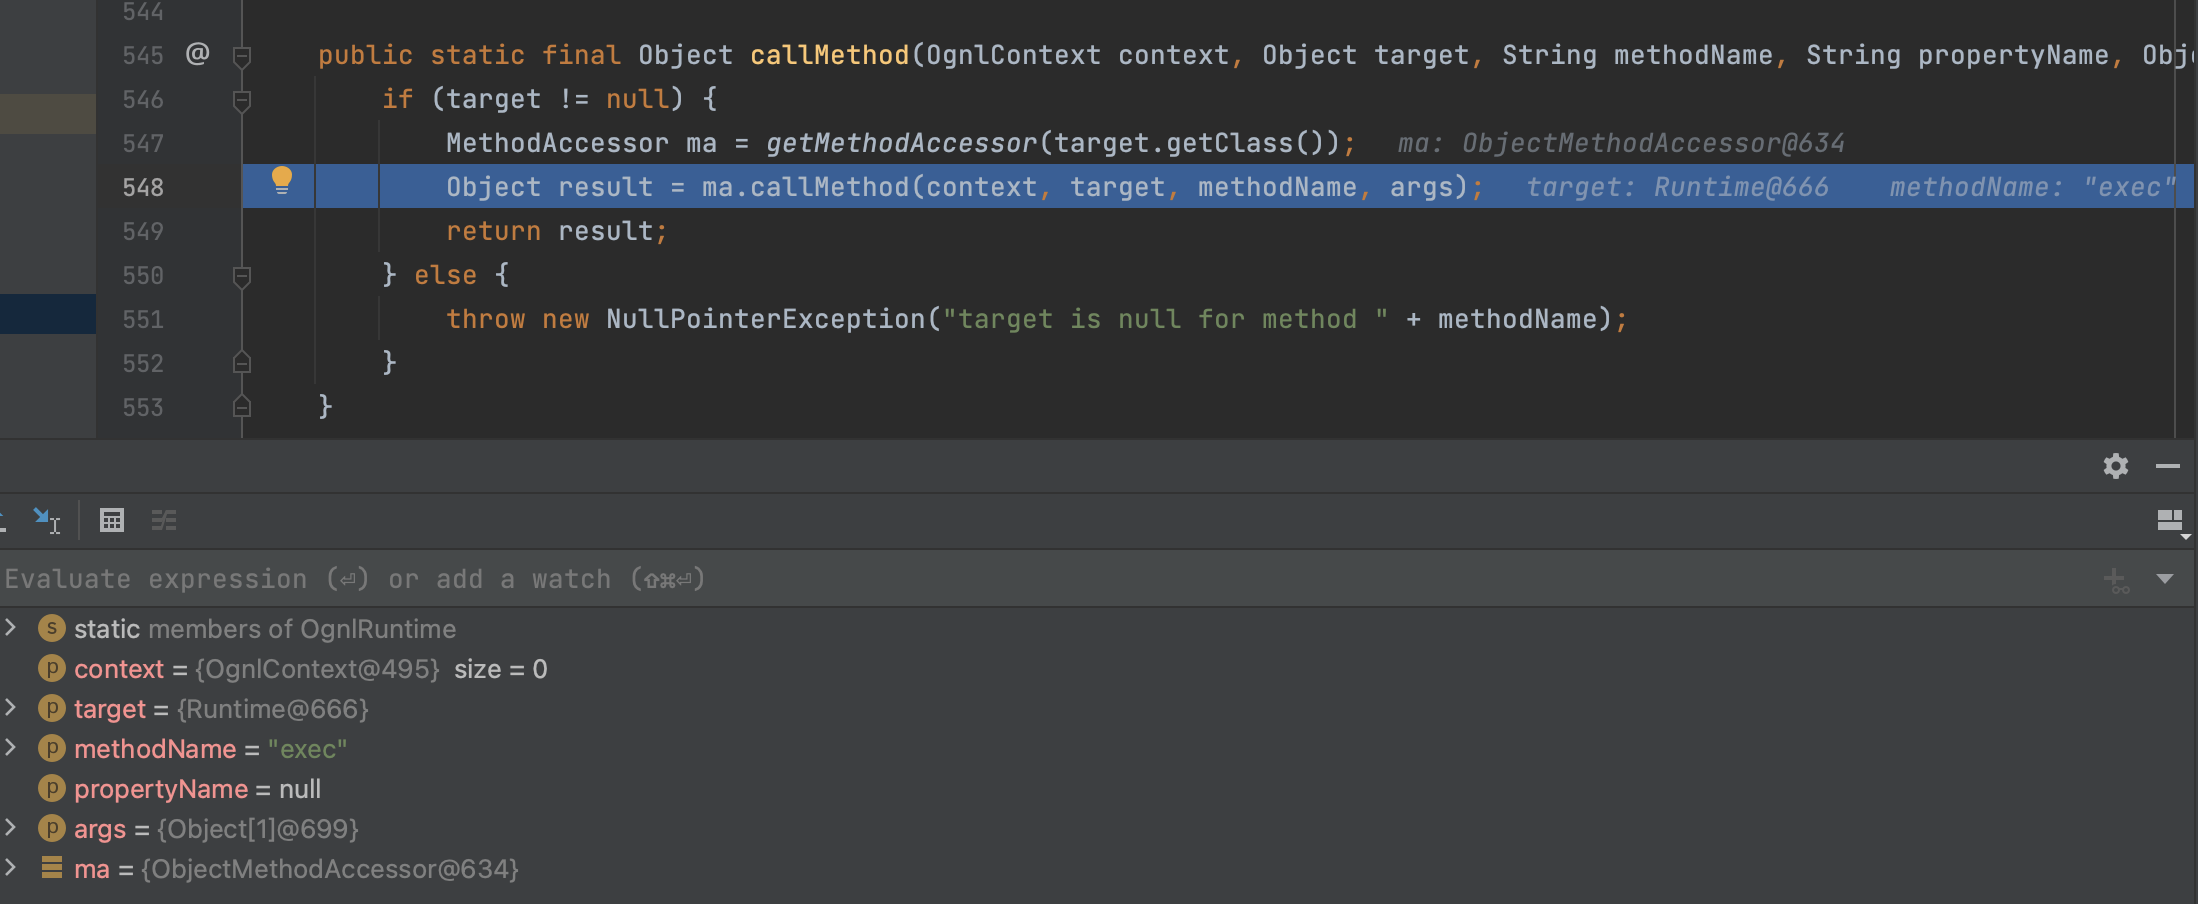 544
545 @ public static final Object callMethod(OgnlContext context, Object target, String methodName, String propertyName, Obj
546 if (target != null) {
547 MethodAccessor ma = getMethodAccessor(target.getClass()); ma: ObjectMethodAccessor@634
548 Object result = ma.callMethod(context, target, methodName, args); target: Runtime@666 methodName: "exec"
549 return result;
550 } else {
551 throw new NullPointerException("target is null for method " + methodName);
552 }
553 }
Evaluate expression (⏎) or add a watch (⇧⌘⏎)
s static members of OgnlRuntime
p context = {OgnlContext@495} size = 0
p target = {Runtime@666}
p methodName = "exec"
p propertyName = null
p args = {Object[1]@699}
ma = {ObjectMethodAccessor@634}